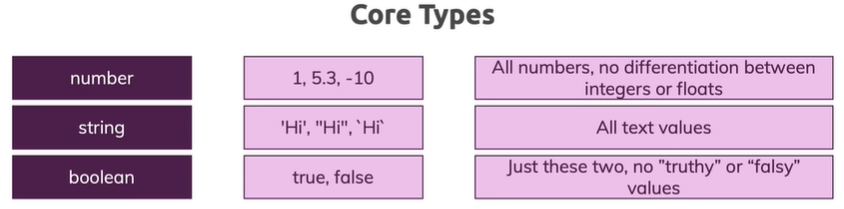 Core Types
number
1, 5.3, -10
All numbers, no differentiation between
integers or floats
string
'Hi', "Hi", `Hi`
All text values
boolean
true, false
Just these two, no ”truthy” or “falsy”
values